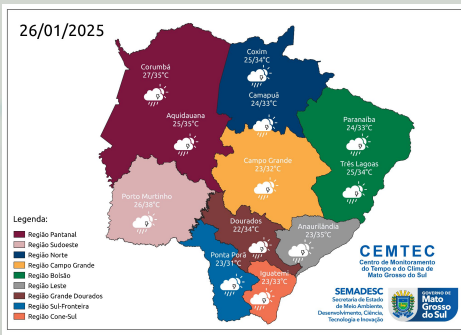 26/01/2025
Corumbá
27/35°C
Coxim
25/34°C
Camapuã
24/33°C
Aquidauana
25/35°C
Paranaíba
24/33°C
Três Lagoas
25/34°C
Campo Grande
23/32°C
Porto Murtinho
26/38°C
Dourados
22/34°C
Anaurilândia
23/35°C
Ponta Porã
23/31°C
Iguatemi
23/33°C
Legenda:
Região Pantanal
Região Sudoeste
Região Norte
Região Campo Grande
Região Bolsão
Região Leste
Região Grande Dourados
Região Sul-Fronteira
Região Cone-Sul
CEMTEC
Centro de Monitoramento
do Tempo e do Clima de
Mato Grosso do Sul
SEMADESC
Secretaria de Estado
de Meio Ambiente,
Desenvolvimento, Ciência,
Tecnologia e Inovação
GOVERNO DE
Mato
Grosso
do Sul